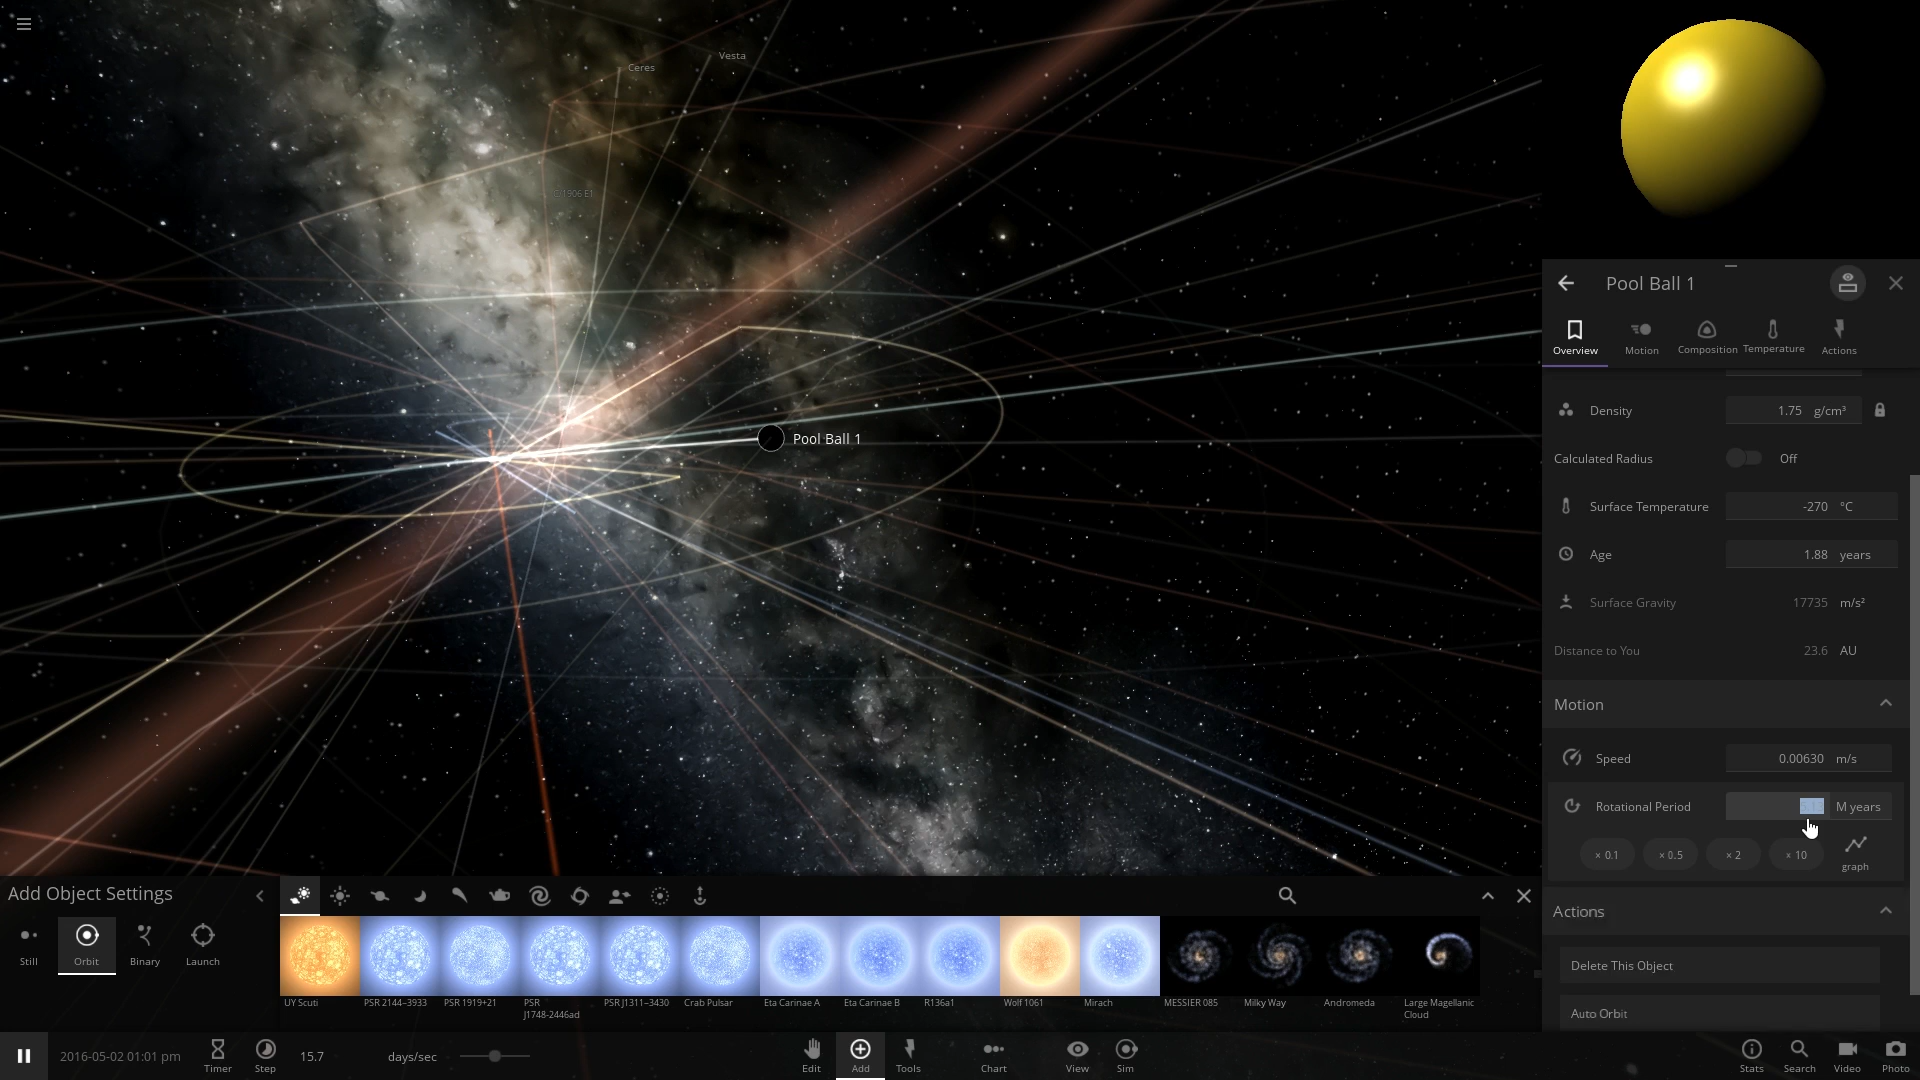 Vesta
Ceres
Pool Ball 1
Pool Ball 1
Overview
Motion
Composition
Temperature
Actions
Density 1.75 g/cm³
Calculated Radius Off
Surface Temperature -270 °C
Age 1.88 years
Surface Gravity 17735 m/s²
Distance to You 23.6 AU
Motion
Speed 0.00630 m/s
Rotational Period M years
× 0.1 × 0.5 × 2 × 10 graph
Actions
Delete This Object
Auto Orbit
Add Object Settings
Still Orbit Binary Launch
UY Scuti
PSR 2144-3933
PSR 1919+21
PSR
J1748-2446ad
PSR J1311-3430
Crab Pulsar
Eta Carinae A
Eta Carinae B
R136a1
Wolf 1061
Mirach
MESSIER 085
Milky Way
Andromeda
Large Magellanic
Cloud
2016-05-02 01:01 pm
Timer
Step
15.7 days/sec
Edit
Add
Tools
Chart
View
Sim
Stats
Search
Video
Photo